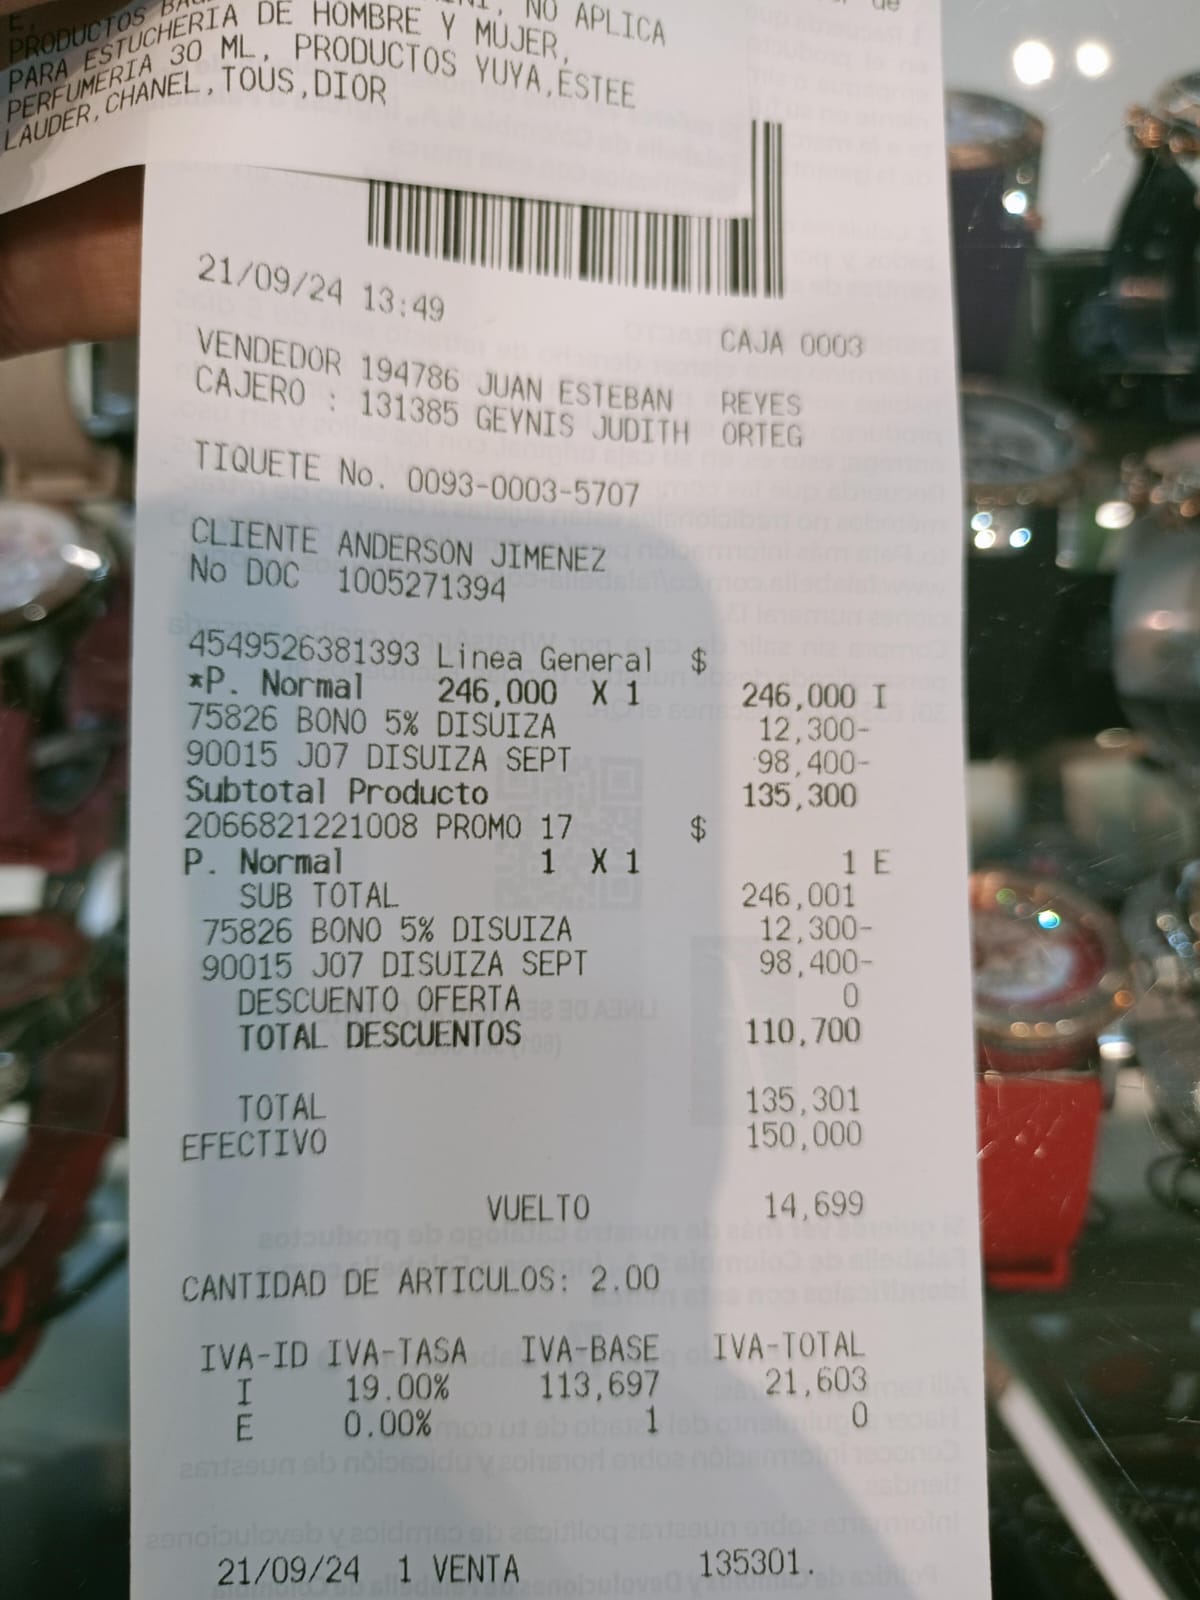 PRODUCTOS NO APLICA
PARA ESTUCHERIA DE HOMBRE Y MUJER,
PERFUMERIA 30 ML, PRODUCTOS YUYA,ESTEE
LAUDER,CHANEL,TOUS,DIOR
21/09/24 13:49 CAJA 0003
VENDEDOR 194786 JUAN ESTEBAN REYES
CAJERO : 131385 GEYNIS JUDITH ORTEG
TIQUETE No. 0093-0003-5707
CLIENTE ANDERSON JIMENEZ
No DOC 1005271394
4549526381393 Linea General $
*P. Normal 246,000 X 1 246,000 I
75826 BONO 5% DISUIZA 12,300-
90015 J07 DISUIZA SEPT 98,400-
Subtotal Producto 135,300
2066821221008 PROMO 17 $
P. Normal 1 X 1 1 E
SUB TOTAL 246,001
75826 BONO 5% DISUIZA 12,300-
90015 J07 DISUIZA SEPT 98,400-
DESCUENTO OFERTA 0
TOTAL DESCUENTOS 110,700
TOTAL 135,301
EFECTIVO 150,000
VUELTO 14,699
CANTIDAD DE ARTICULOS: 2.00
IVA-ID IVA-TASA IVA-BASE IVA-TOTAL
I 19.00% 113,697 21,603
E 0.00% 1 0
21/09/24 1 VENTA 135301.